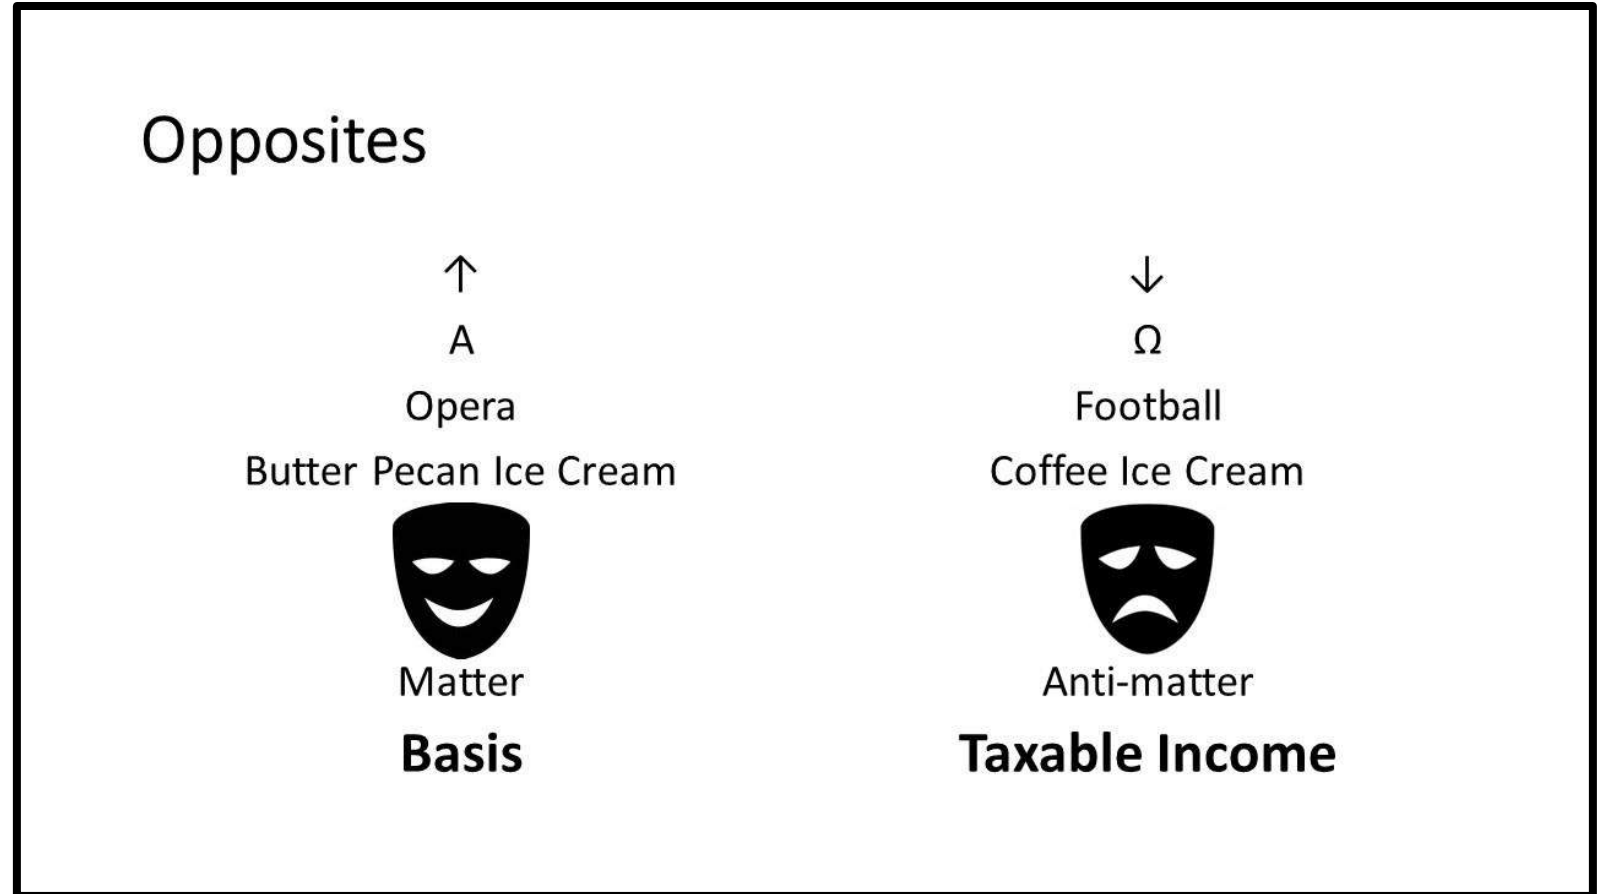 Opposites
↑ ↓
Α Ω
Opera Football
Butter Pecan Ice Cream Coffee Ice Cream
Matter Anti-matter
Basis Taxable Income